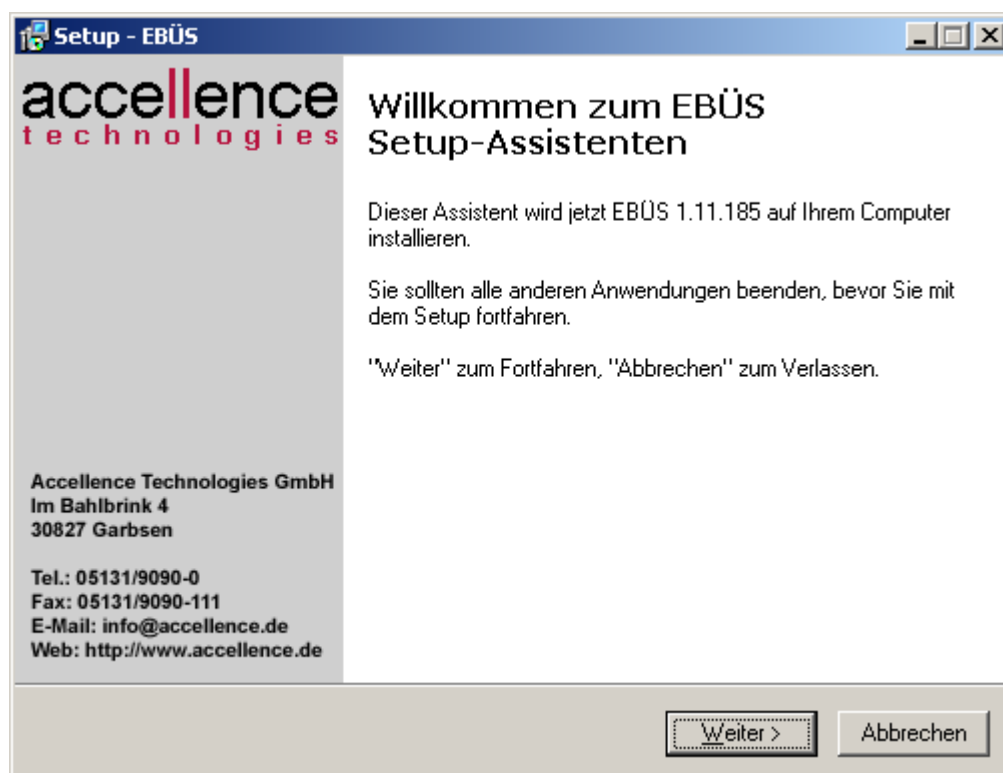 Setup - EBÜS
accellence
technologies
Willkommen zum EBÜS
Setup-Assistenten
Dieser Assistent wird jetzt EBÜS 1.11.185 auf Ihrem Computer
installieren.
Sie sollten alle anderen Anwendungen beenden, bevor Sie mit
dem Setup fortfahren.
"Weiter" zum Fortfahren, "Abbrechen" zum Verlassen.
Accellence Technologies GmbH
Im Bahlbrink 4
30827 Garbsen
Tel.: 05131/9090-0
Fax: 05131/9090-111
E-Mail: info@accellence.de
Web: http://www.accellence.de
Weiter >
Abbrechen